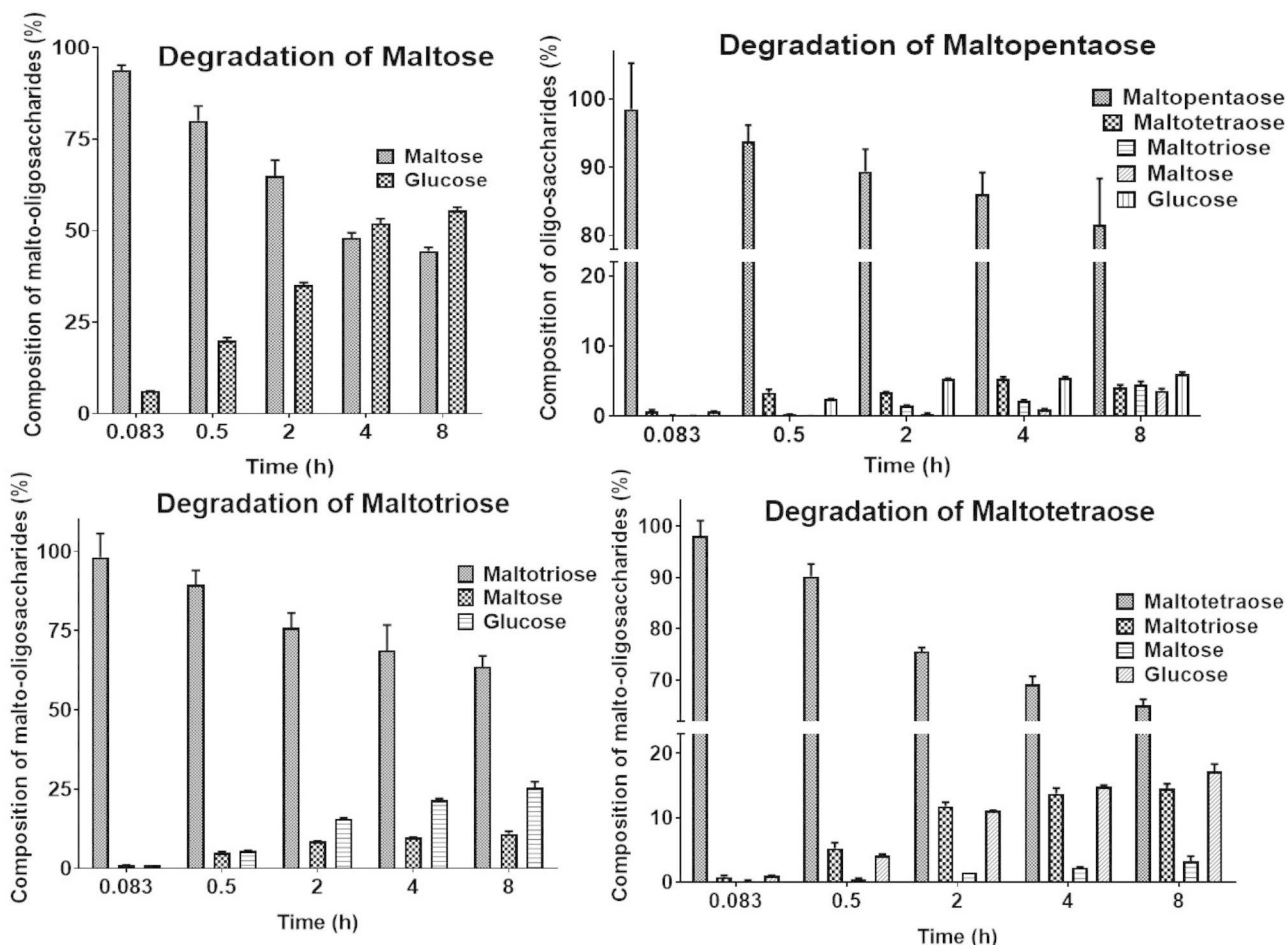 Degradation of Maltose
Composition of malto-oligosaccharides (%)
100
75
50
25
0
Maltose
Glucose
0.083 0.5 2 4 8
Time (h)
Degradation of Maltopentaose
Composition of oligo-saccharides (%)
100
90
80
20
10
0
Maltopentaose
Maltotetraose
Maltotriose
Maltose
Glucose
0.083 0.5 2 4 8
Time (h)
Degradation of Maltotriose
Composition of malto-oligosaccharides (%)
100
75
50
25
0
Maltotriose
Maltose
Glucose
0.083 0.5 2 4 8
Time (h)
Degradation of Maltotetraose
Composition of malto-oligosaccharides (%)
100
90
80
70
20
10
0
Maltotetraose
Maltotriose
Maltose
Glucose
0.083 0.5 2 4 8
Time (h)